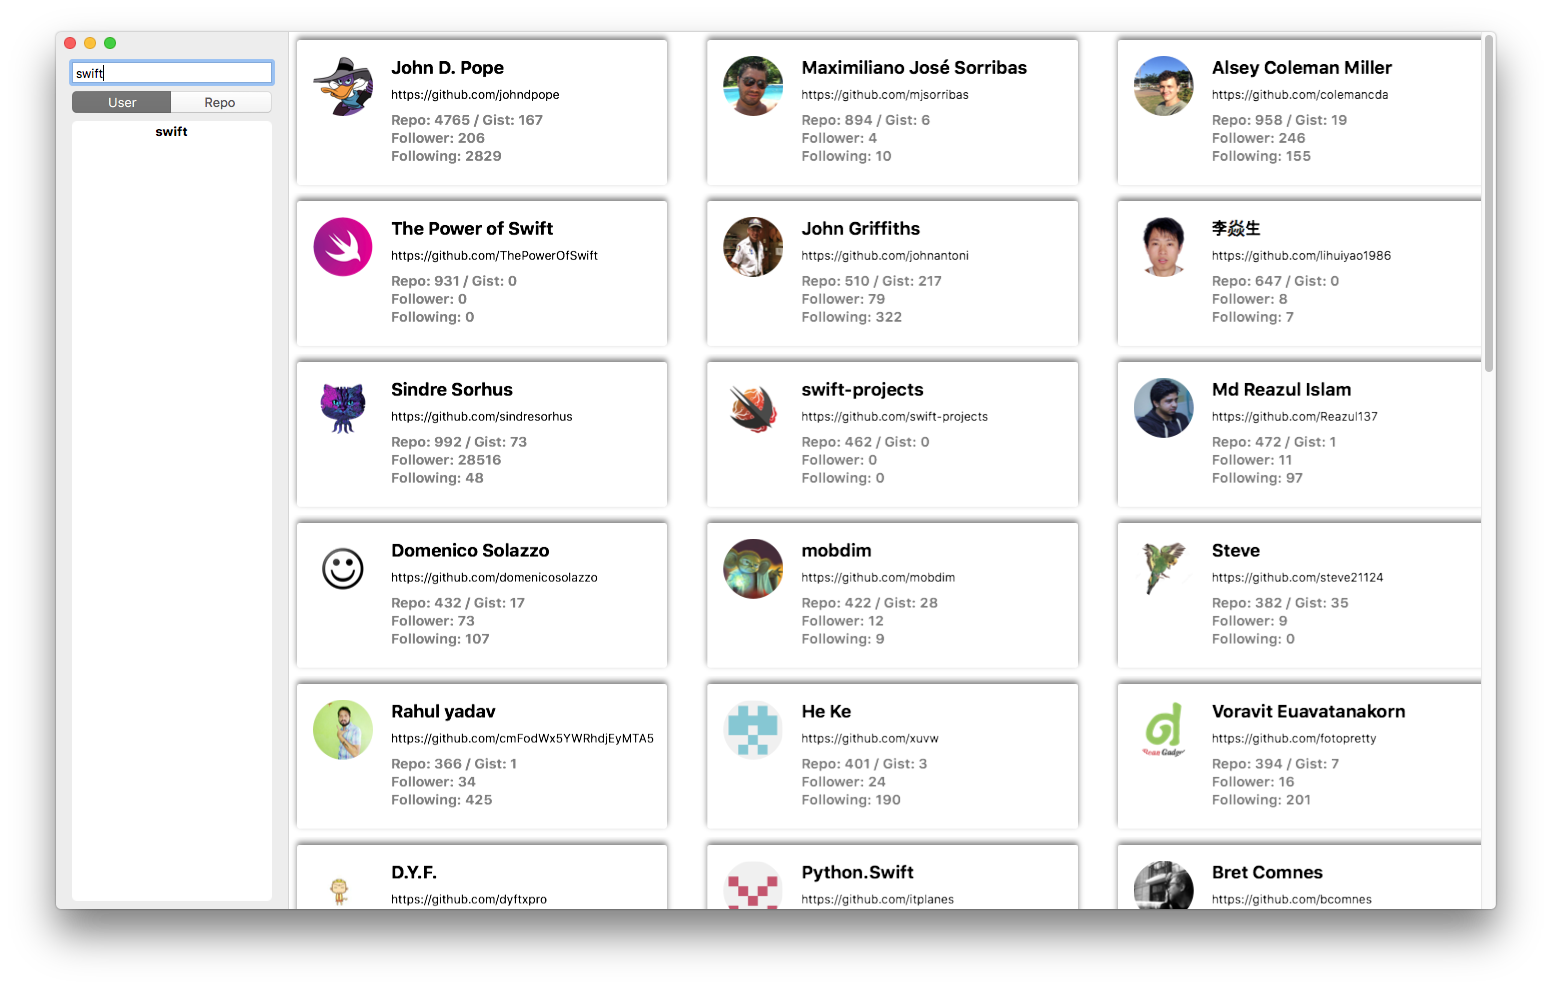 swift
User
Repo
swift
John D. Pope
https://github.com/johndpope
Repo: 4765 / Gist: 167
Follower: 206
Following: 2829
Maximiliano José Sorribas
https://github.com/mjsorribas
Repo: 894 / Gist: 6
Follower: 4
Following: 10
Alsey Coleman Miller
https://github.com/colemancda
Repo: 958 / Gist: 19
Follower: 246
Following: 155
The Power of Swift
https://github.com/ThePowerOfSwift
Repo: 931 / Gist: 0
Follower: 0
Following: 0
John Griffiths
https://github.com/johnantoni
Repo: 510 / Gist: 217
Follower: 79
Following: 322
李焱生
https://github.com/lihuiyao1986
Repo: 647 / Gist: 0
Follower: 8
Following: 7
Sindre Sorhus
https://github.com/sindresorhus
Repo: 992 / Gist: 73
Follower: 28516
Following: 48
swift-projects
https://github.com/swift-projects
Repo: 462 / Gist: 0
Follower: 0
Following: 0
Md Reazul Islam
https://github.com/Reazul137
Repo: 472 / Gist: 1
Follower: 11
Following: 97
Domenico Solazzo
https://github.com/domenicosolazzo
Repo: 432 / Gist: 17
Follower: 73
Following: 107
mobdim
https://github.com/mobdim
Repo: 422 / Gist: 28
Follower: 12
Following: 9
Steve
https://github.com/steve21124
Repo: 382 / Gist: 35
Follower: 9
Following: 0
Rahul yadav
https://github.com/cmFodWx5YWRhdjEyMTA5
Repo: 366 / Gist: 1
Follower: 34
Following: 425
He Ke
https://github.com/xuvw
Repo: 401 / Gist: 3
Follower: 24
Following: 190
Voravit Euavatanakorn
https://github.com/fotopretty
Repo: 394 / Gist: 7
Follower: 16
Following: 201
D.Y.F.
https://github.com/dyftxpro
Python.Swift
https://github.com/itplanes
Bret Comnes
https://github.com/bcomnes